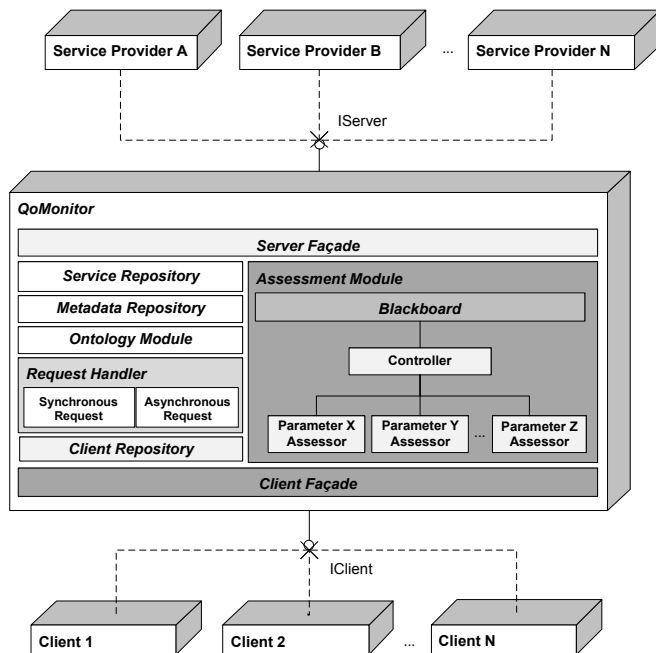 Service Provider A
Service Provider B
...
Service Provider N
IServer
QoMonitor
Server Façade
Service Repository
Assessment Module
Metadata Repository
Blackboard
Ontology Module
Controller
Request Handler
Synchronous
Request
Asynchronous
Request
Parameter X
Assessor
Parameter Y
Assessor
...
Parameter Z
Assessor
Client Repository
Client Façade
IClient
Client 1
Client 2
...
Client N